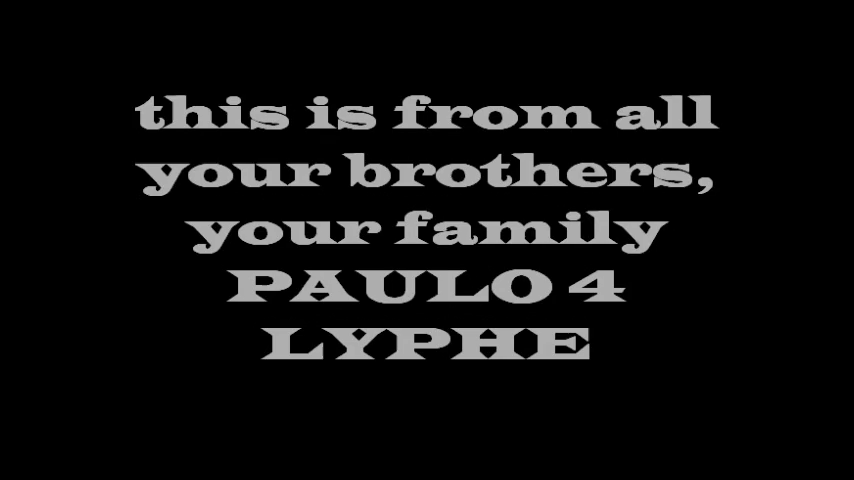 this is from all
your brothers,
your family
PAULO 4
LYPHE